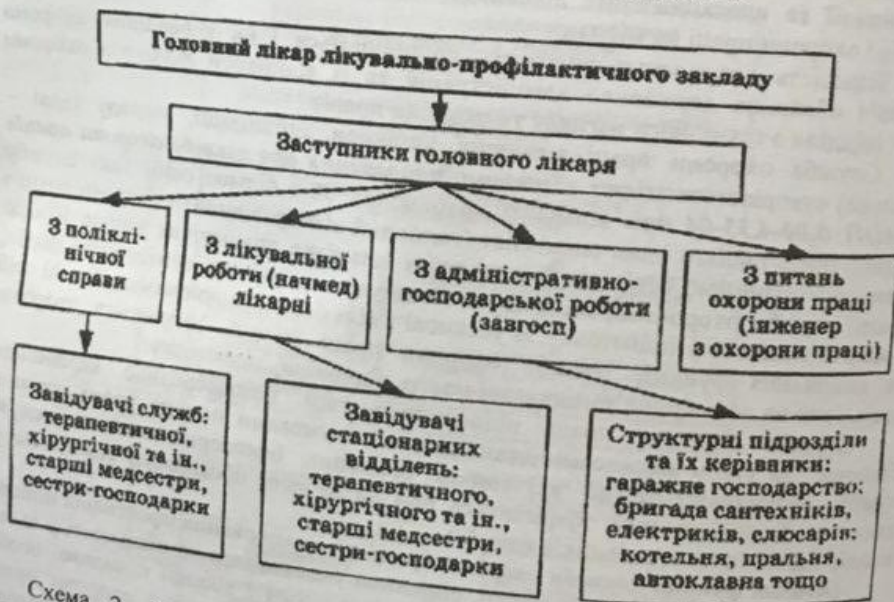 Головний лікар лікувально-профілактичного закладу
Заступники головного лікаря
З поліклі-
нічної
справи
З лікувальної
роботи (начмед)
лікарні
З адміністративно-
господарської роботи
(завгосп)
З питань
охорони праці
(інженер
з охорони праці)
Завідувачі служб:
терапевтичної,
хірургічної та ін.,
старші медсестри,
сестри-господарки
Завідувачі
стаціонарних
відділень:
терапевтичного,
хірургічного та ін.,
старші медсестри,
сестри-господарки
Структурні підрозділи
та їх керівники:
гаражне господарство;
бригада сантехніків,
електриків, слюсарів;
котельня, пральня,
автоклавна тощо
Схема